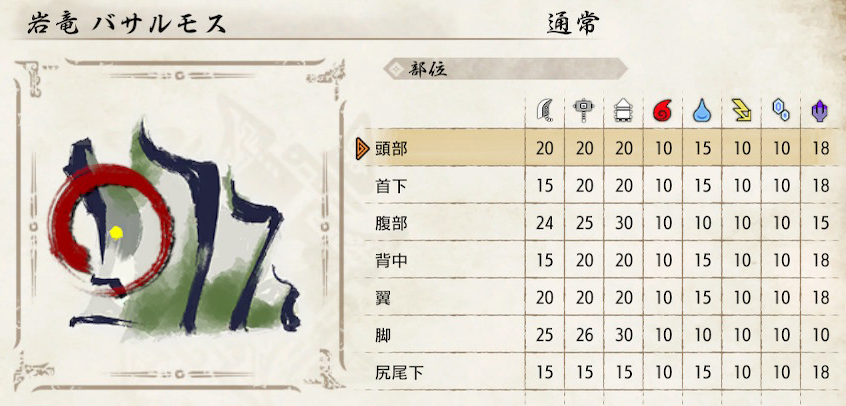 岩竜 バサルモス 通常
部位
頭部 20 20 20 10 15 10 10 18
首下 15 20 20 10 15 10 10 18
腹部 24 25 30 10 10 10 10 15
背中 15 20 20 10 15 10 10 18
翼 20 20 20 10 15 10 10 18
脚 25 26 30 10 10 10 10 10
尻尾下 15 15 15 10 15 10 10 18